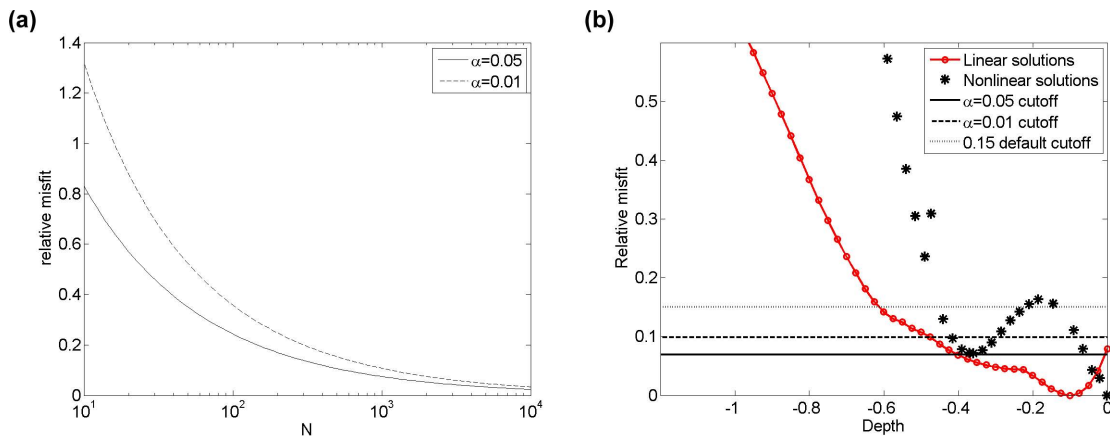 (a)
1.4
1.2
1
0.8
0.6
0.4
0.2
0
10^1
10^2
10^3
10^4
relative misfit
N
α=0.05
α=0.01
(b)
0.5
0.4
0.3
0.2
0.1
0
-1
-0.8
-0.6
-0.4
-0.2
0
Relative misfit
Depth
Linear solutions
Nonlinear solutions
α=0.05 cutoff
α=0.01 cutoff
0.15 default cutoff